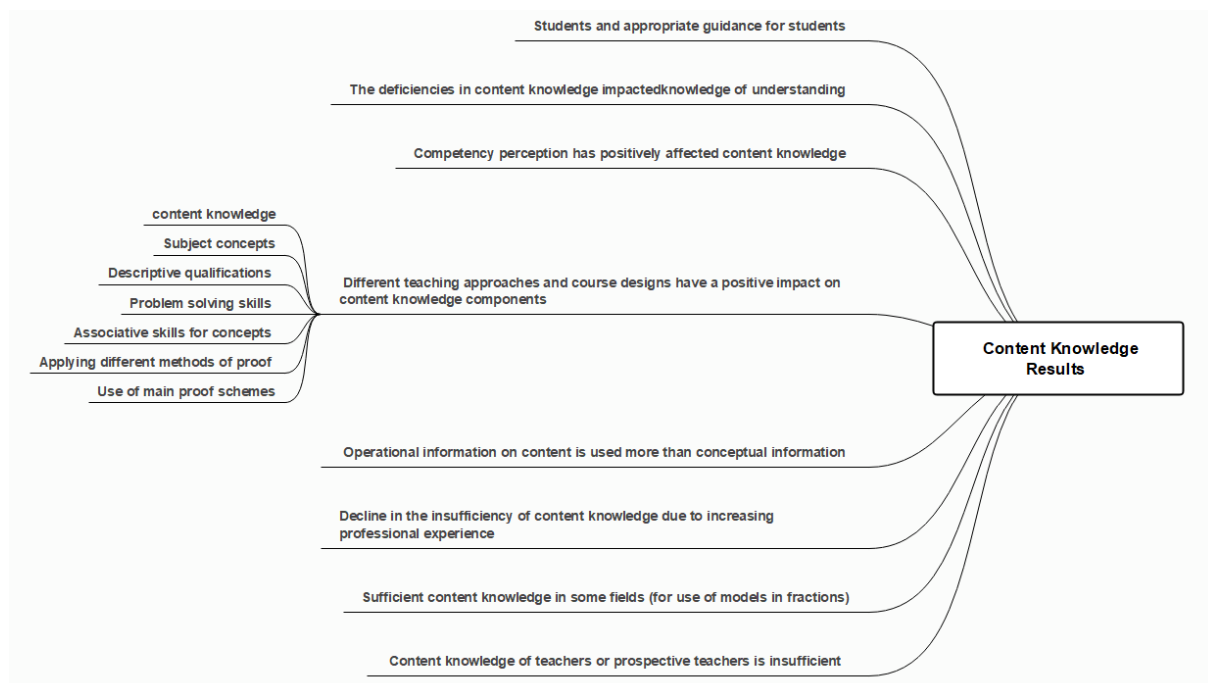 Students and appropriate guidance for students
The deficiencies in content knowledge impactedknowledge of understanding
Competency perception has positively affected content knowledge
content knowledge
Subject concepts
Descriptive qualifications
Problem solving skills
Associative skills for concepts
Applying different methods of proof
Use of main proof schemes
Different teaching approaches and course designs have a positive impact on
content knowledge components
Content Knowledge
Results
Operational information on content is used more than conceptual information
Decline in the insufficiency of content knowledge due to increasing
professional experience
Sufficient content knowledge in some fields (for use of models in fractions)
Content knowledge of teachers or prospective teachers is insufficient